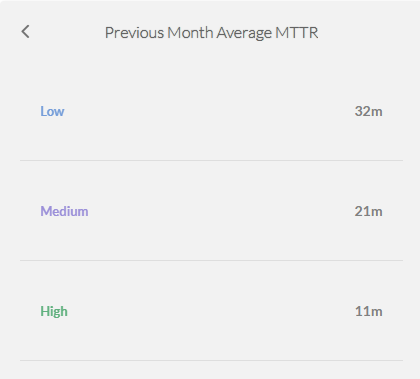 Previous Month Average MTTR
Low 32m
Medium 21m
High 11m